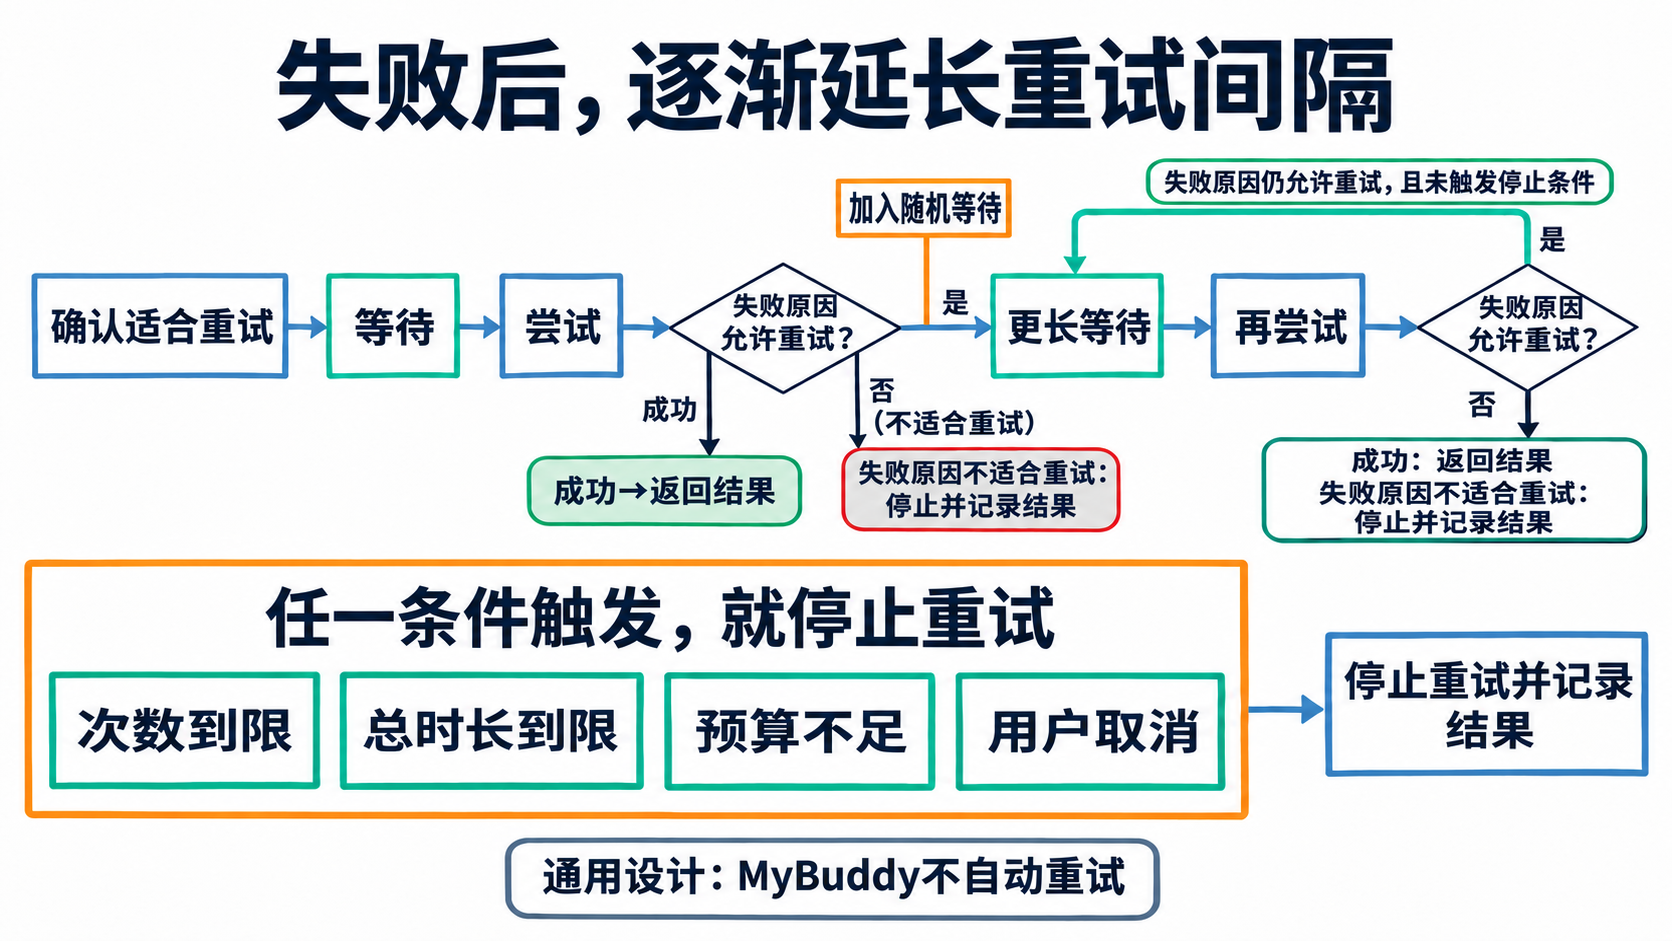 失败后，逐渐延长重试间隔
失败原因仍允许重试，且未触发停止条件
加入随机等待
是
确认适合重试
等待
尝试
失败原因
允许重试？
是
更长等待
再尝试
失败原因
允许重试？
成功
否
（不适合重试）
否
成功→返回结果
失败原因不适合重试：
停止并记录结果
成功：返回结果
失败原因不适合重试：
停止并记录结果
任一条件触发，就停止重试
次数到限
总时长到限
预算不足
用户取消
停止重试并记录
结果
通用设计：MyBuddy不自动重试